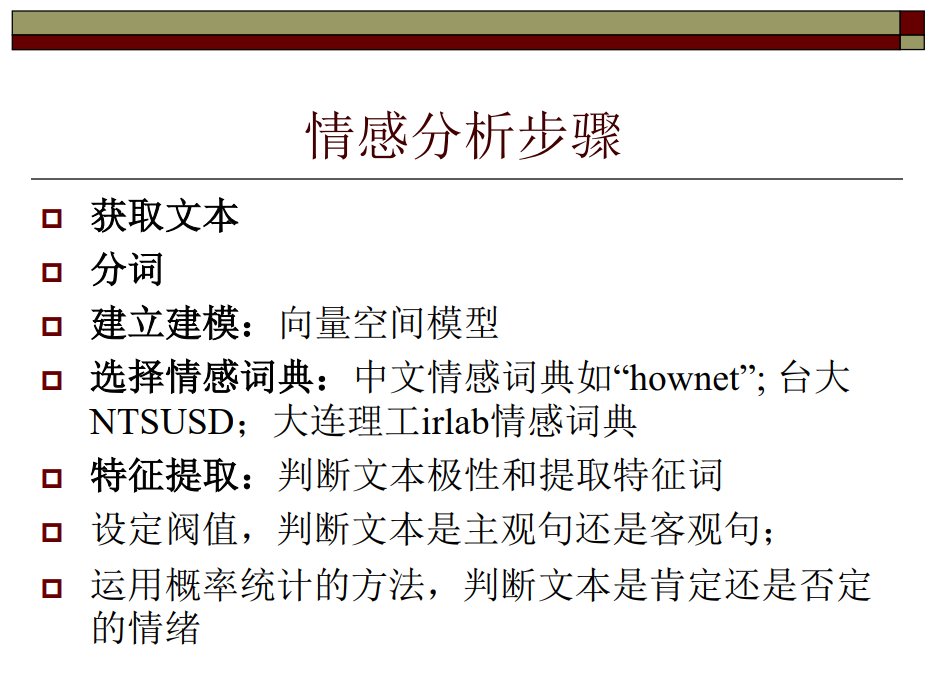 情感分析步骤
获取文本
分词
建立建模：向量空间模型
选择情感词典：中文情感词典如“hownet”; 台大
NTSUSD；大连理工irlab情感词典
特征提取：判断文本极性和提取特征词
设定阀值，判断文本是主观句还是客观句；
运用概率统计的方法，判断文本是肯定还是否定
的情绪